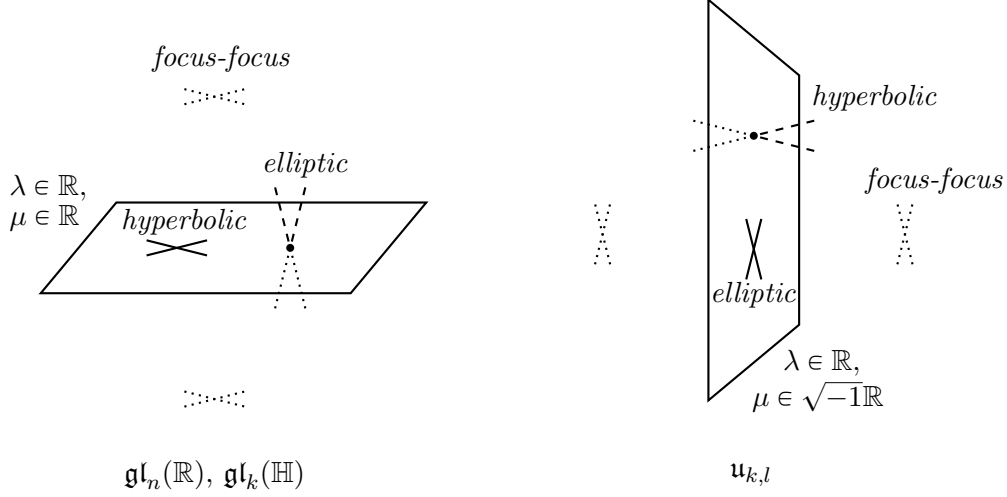 focus-focus
elliptic
λ ∈ ℝ,
μ ∈ ℝ
hyperbolic
𝔤𝔩ₙ(ℝ), 𝔤𝔩ₖ(ℍ)
hyperbolic
focus-focus
elliptic
λ ∈ ℝ,
μ ∈ √−1ℝ
𝔲ₖ,ₗ